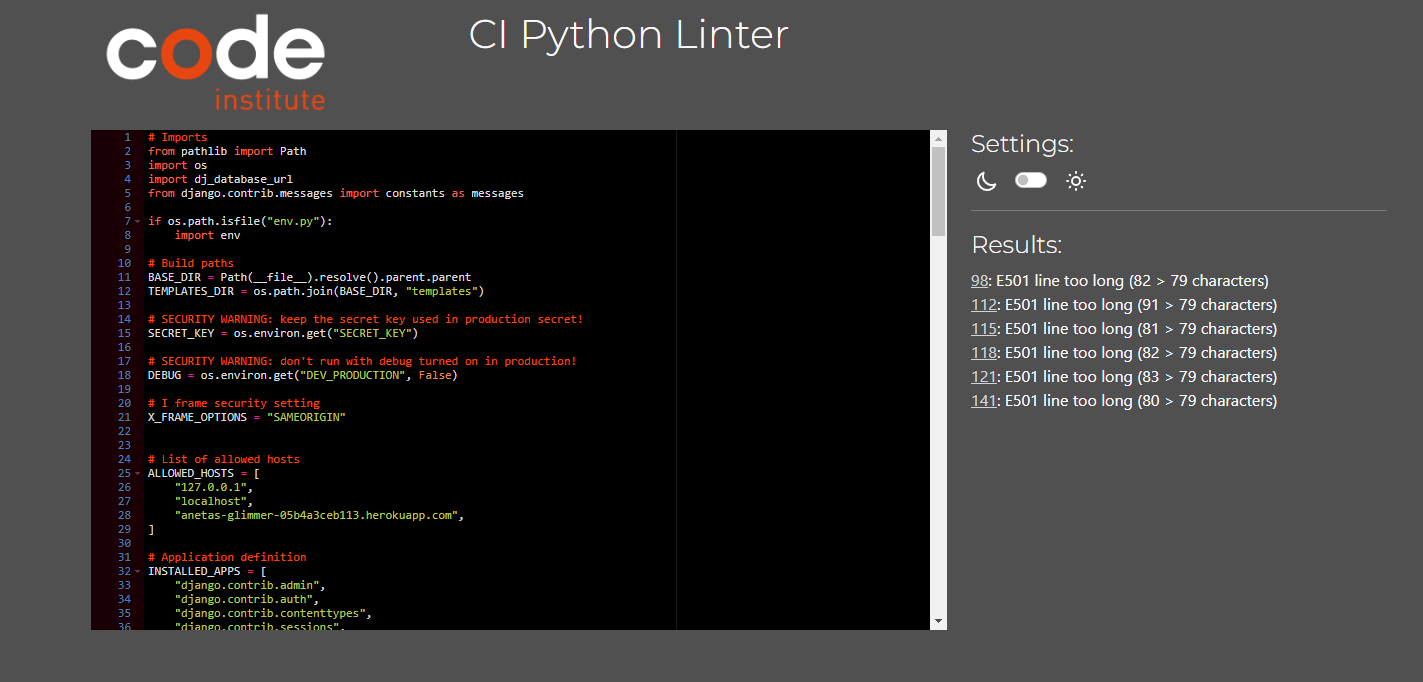 code
institute
CI Python Linter
1 # Imports
2 from pathlib import Path
3 import os
4 import dj_database_url
5 from django.contrib.messages import constants as messages
6
7 if os.path.isfile("env.py"):
8     import env
9
10 # Build paths
11 BASE_DIR = Path(__file__).resolve().parent.parent
12 TEMPLATES_DIR = os.path.join(BASE_DIR, "templates")
13
14 # SECURITY WARNING: keep the secret key used in production secret!
15 SECRET_KEY = os.environ.get("SECRET_KEY")
16
17 # SECURITY WARNING: don't run with debug turned on in production!
18 DEBUG = os.environ.get("DEV_PRODUCTION", False)
19
20 # I frame security setting
21 X_FRAME_OPTIONS = "SAMEORIGIN"
22
23
24 # List of allowed hosts
25 ALLOWED_HOSTS = [
26     "127.0.0.1",
27     "localhost",
28     "anetas-glimmer-05b4a3ceb113.herokuapp.com",
29 ]
30
31 # Application definition
32 INSTALLED_APPS = [
33     "django.contrib.admin",
34     "django.contrib.auth",
35     "django.contrib.contenttypes",
36     "django.contrib.sessions",
Settings:
Results:
98: E501 line too long (82 > 79 characters)
112: E501 line too long (91 > 79 characters)
115: E501 line too long (81 > 79 characters)
118: E501 line too long (82 > 79 characters)
121: E501 line too long (83 > 79 characters)
141: E501 line too long (80 > 79 characters)